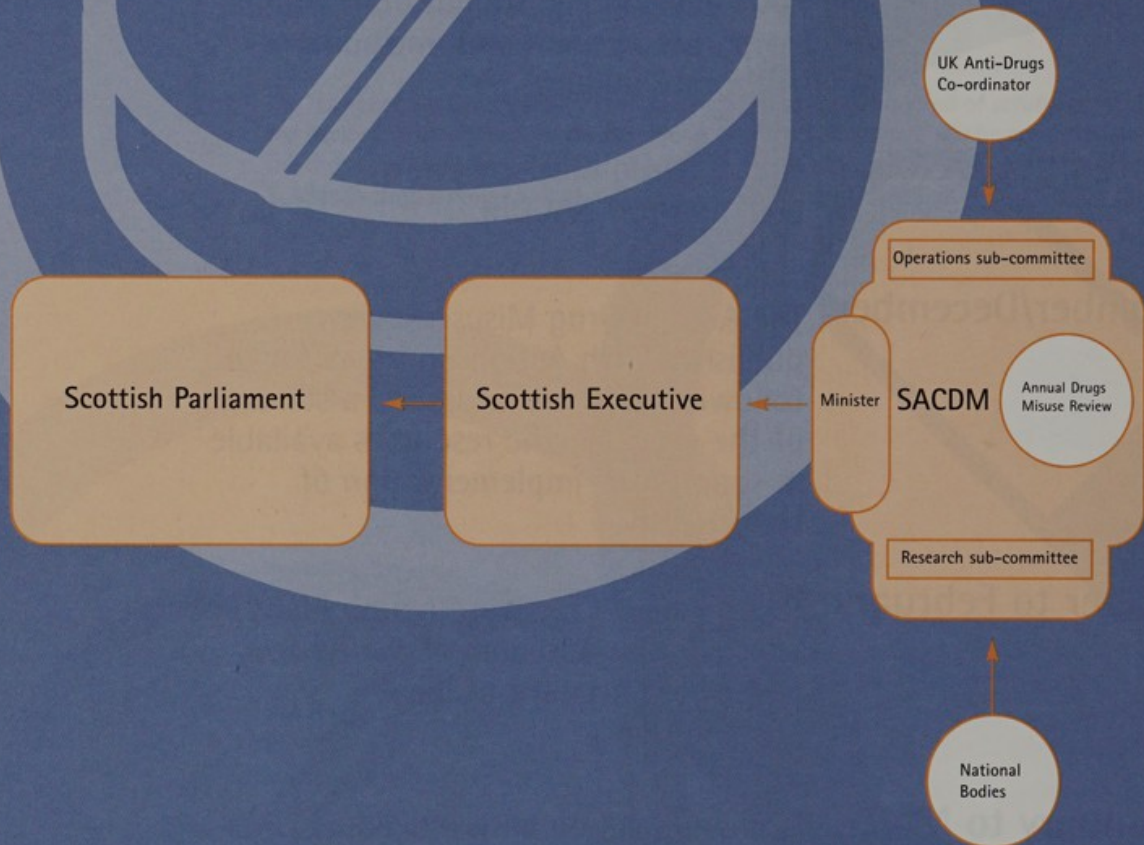 UK Anti-Drugs
Co-ordinator
Operations sub-committee
Scottish Parliament
Scottish Executive
Minister
SACDM
Annual Drugs
Misuse Review
Research sub-committee
National
Bodies